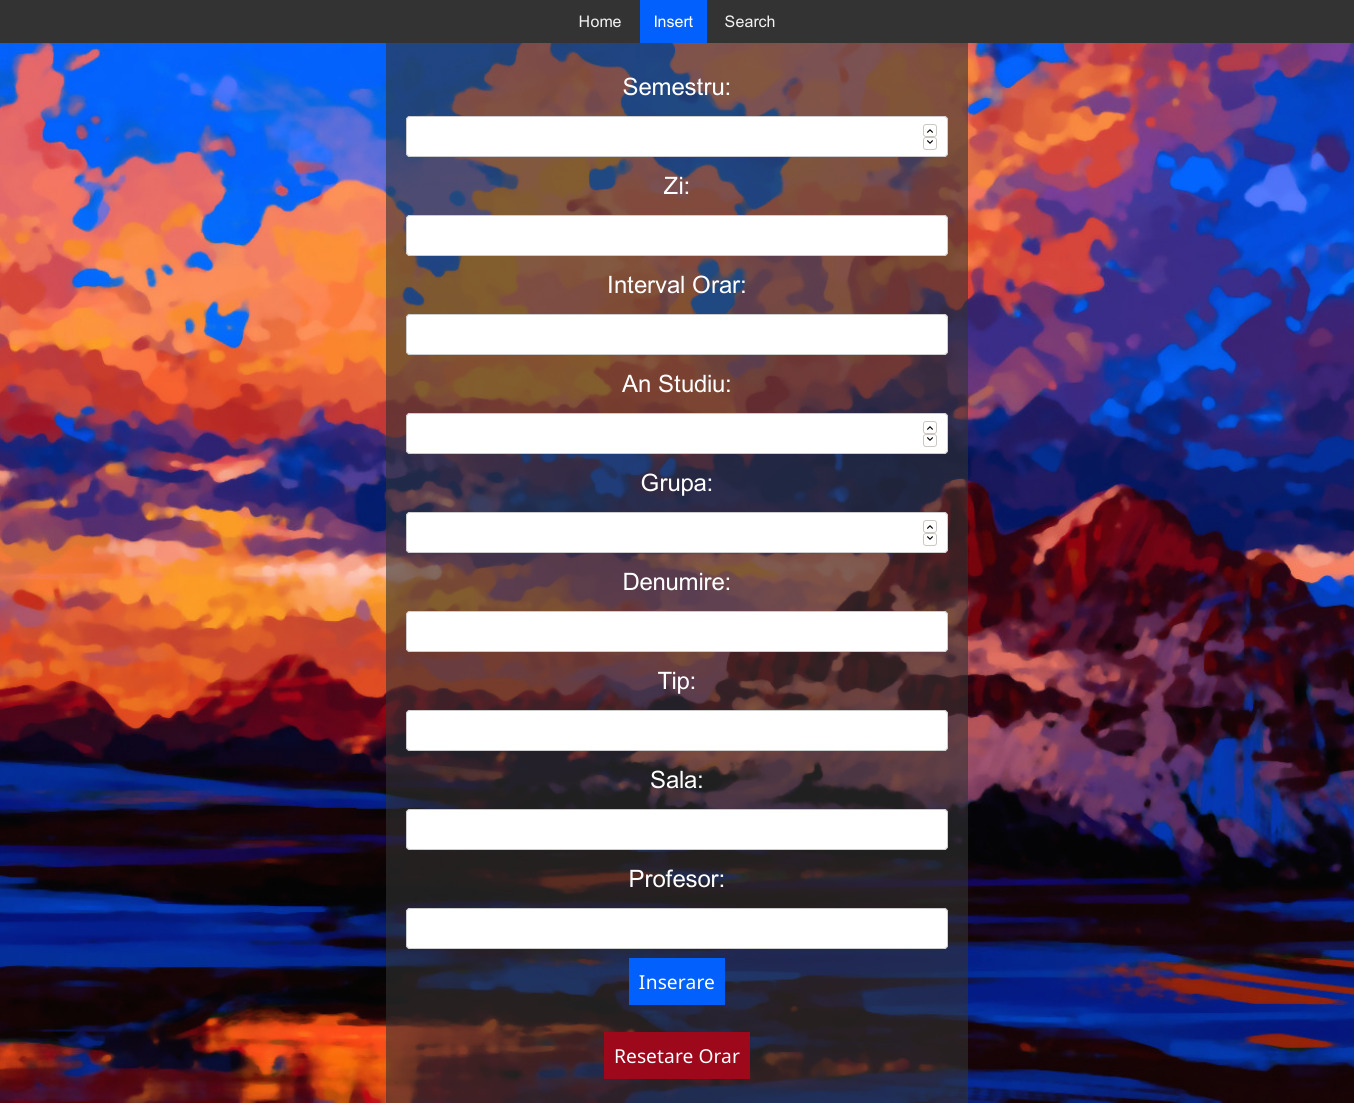 Home Insert Search
Semestru:
Zi:
Interval Orar:
An Studiu:
Grupa:
Denumire:
Tip:
Sala:
Profesor:
Inserare
Resetare Orar